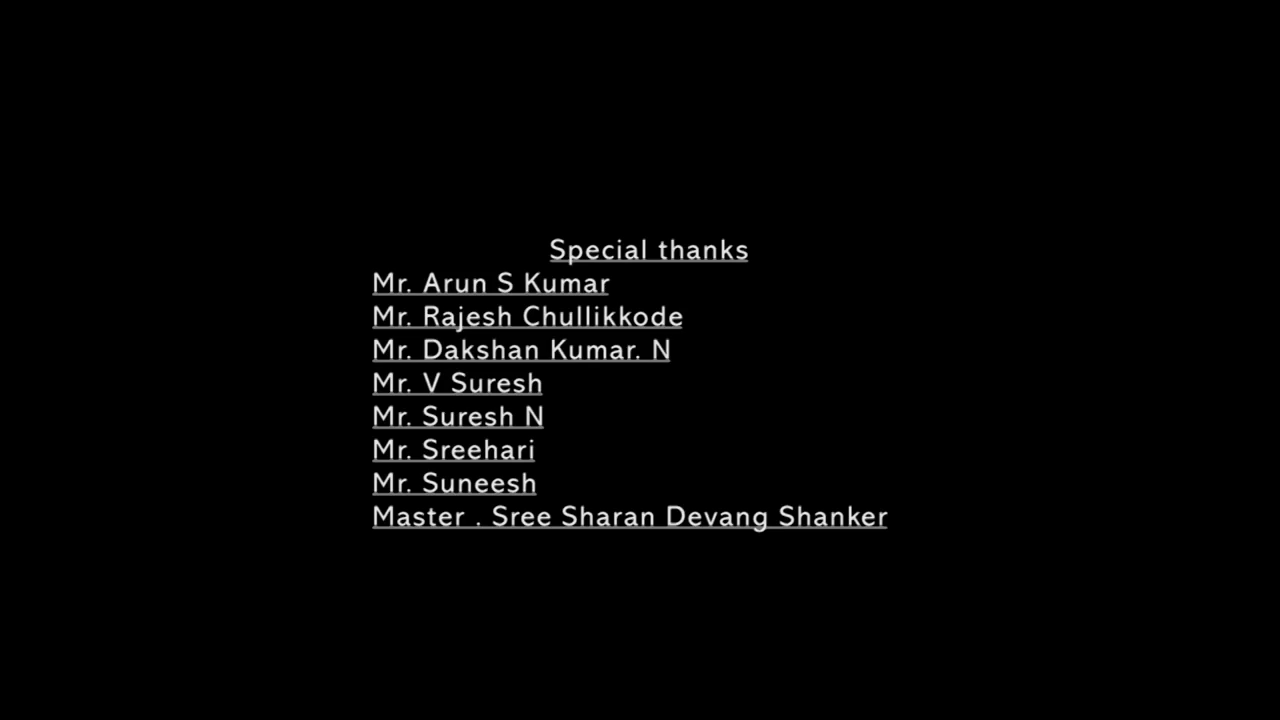 Special thanks
Mr. Arun S Kumar
Mr. Rajesh Chullikkode
Mr. Dakshan Kumar. N
Mr. V Suresh
Mr. Suresh N
Mr. Sreehari
Mr. Suneesh
Master . Sree Sharan Devang Shanker